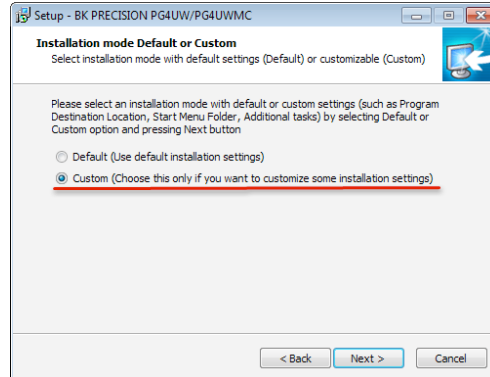 Setup - BK PRECISION PG4UW/PG4UWMC
Installation mode Default or Custom
Select installation mode with default settings (Default) or customizable (Custom)
Please select an installation mode with default or custom settings (such as Program
Destination Location, Start Menu Folder, Additional tasks) by selecting Default or
Custom option and pressing Next button
Default (Use default installation settings)
Custom (Choose this only if you want to customize some installation settings)
< Back
Next >
Cancel